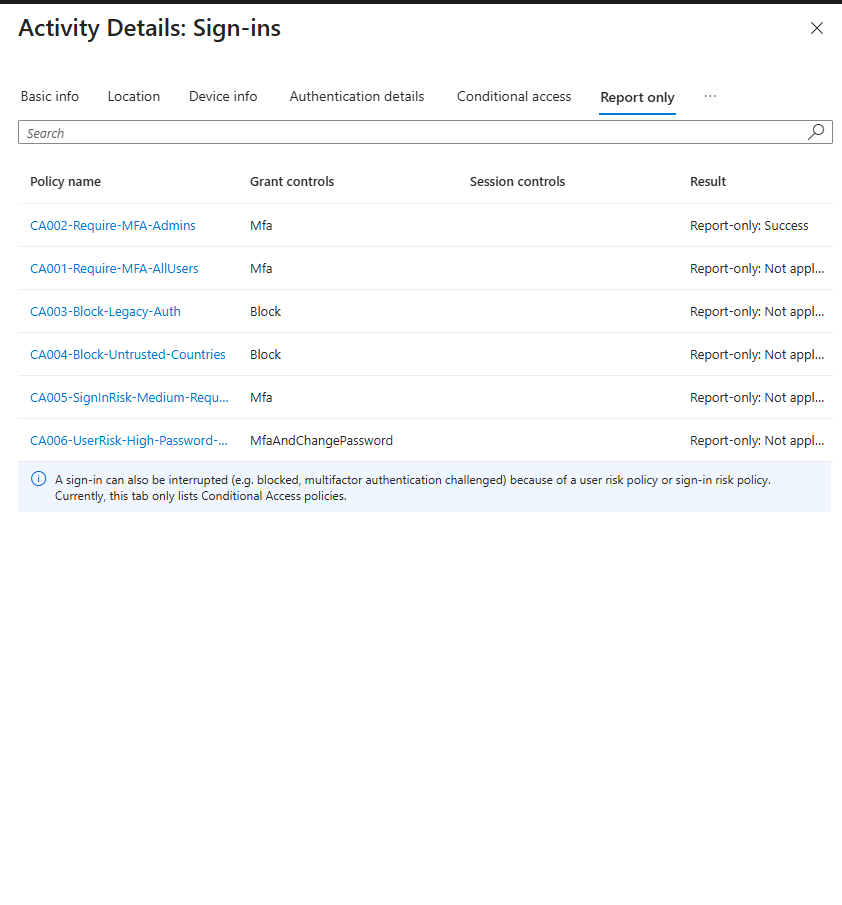 Activity Details: Sign-ins
Basic info Location Device info Authentication details Conditional access Report only ...
Search
Policy name Grant controls Session controls Result
CA002-Require-MFA-Admins Mfa Report-only: Success
CA001-Require-MFA-AllUsers Mfa Report-only: Not appl...
CA003-Block-Legacy-Auth Block Report-only: Not appl...
CA004-Block-Untrusted-Countries Block Report-only: Not appl...
CA005-SignInRisk-Medium-Requ... Mfa Report-only: Not appl...
CA006-UserRisk-High-Password-... MfaAndChangePassword Report-only: Not appl...
A sign-in can also be interrupted (e.g. blocked, multifactor authentication challenged) because of a user risk policy or sign-in risk policy.
Currently, this tab only lists Conditional Access policies.